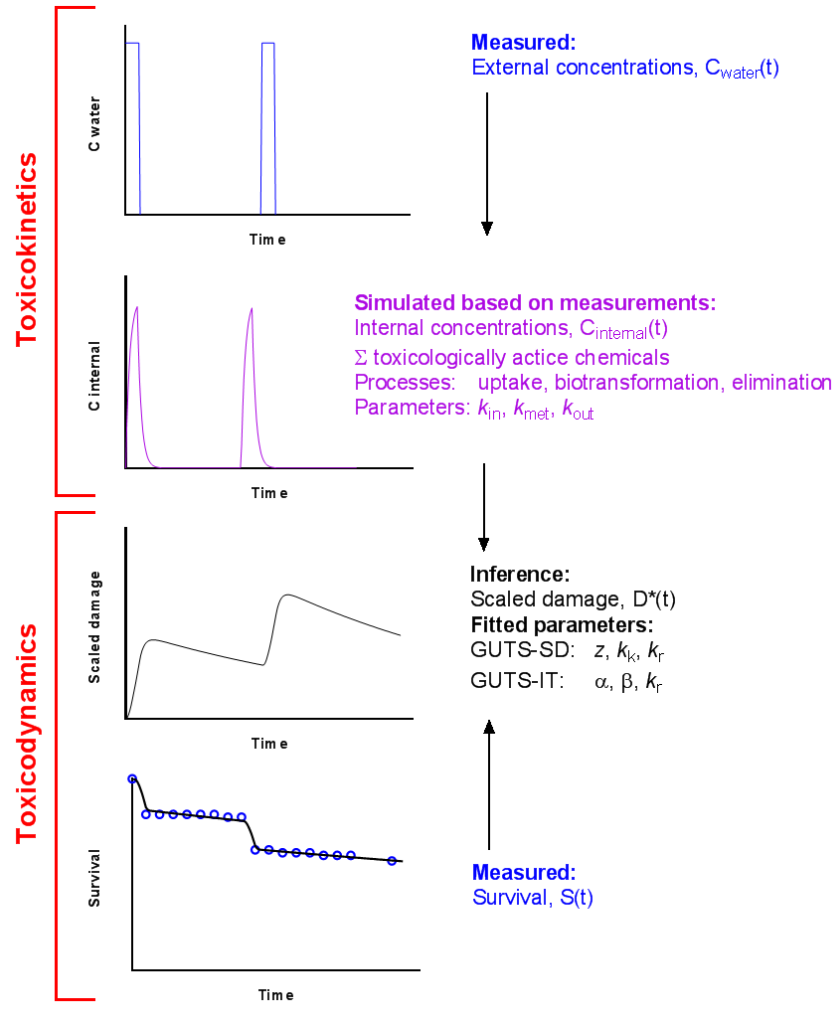 Toxicokinetics
C water
Time
Measured:
External concentrations, Cwater(t)
C internal
Time
Simulated based on measurements:
Internal concentrations, Cinternal(t)
Σ toxicologically actice chemicals
Processes: uptake, biotransformation, elimination
Parameters: kin, kmet, kout
Toxicodynamics
Scaled damage
Time
Inference:
Scaled damage, D*(t)
Fitted parameters:
GUTS-SD: z, kk, kr
GUTS-IT: α, β, kr
Survival
Time
Measured:
Survival, S(t)